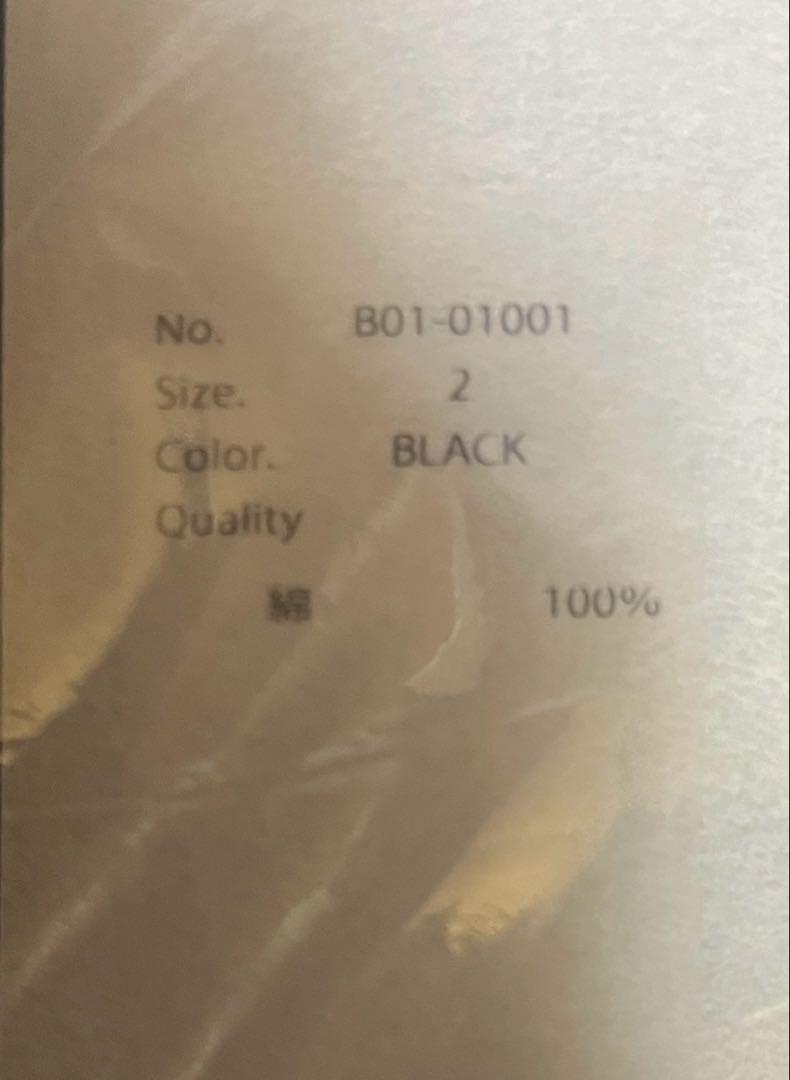 No. B01-01001
Size. 2
Color. BLACK
Quality
綿 100%